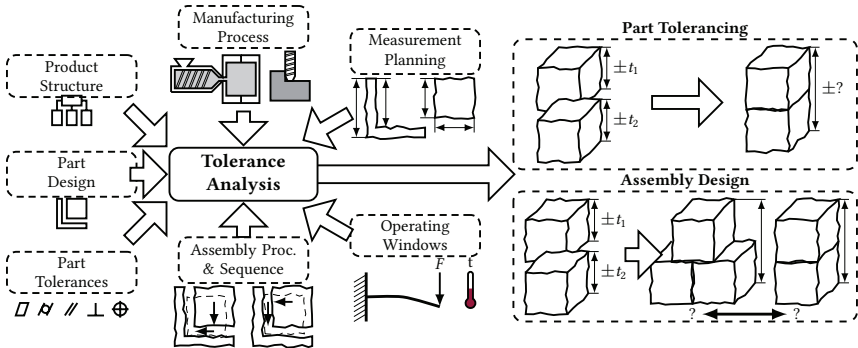 Manufacturing
Process
Product
Structure
Measurement
Planning
Part
Design
Tolerance
Analysis
Part
Tolerances
Assembly Proc.
& Sequence
Operating
Windows
F
t
Part Tolerancing
±t₁
±t₂
±?
Assembly Design
±t₁
±t₂
? ?